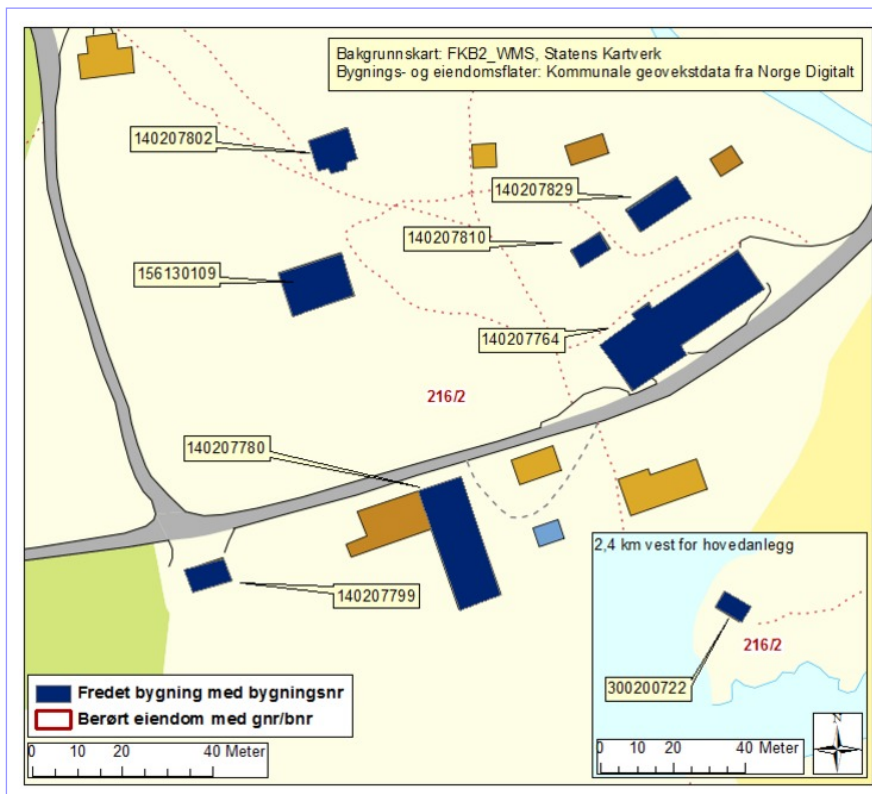 Bakgrunnskart: FKB2_WMS, Statens Kartverk
Bygnings- og eiendomsflater: Kommunale geovekstdata fra Norge Digitalt
140207802
140207829
140207810
156130109
140207764
216/2
140207780
2,4 km vest for hovedanlegg
140207799
216/2
300200722
Fredet bygning med bygningsnr
Berørt eiendom med gnr/bnr
0 10 20 40 Meter
0 10 20 40 Meter
N